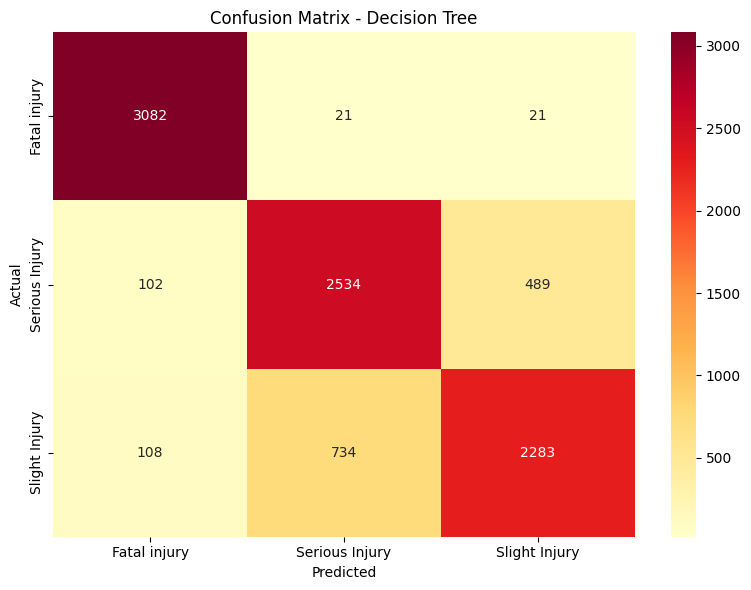 Confusion Matrix - Decision Tree
Actual
Fatal injury
3082 21 21
Serious Injury
102 2534 489
Slight Injury
108 734 2283
Fatal injury Serious Injury Slight Injury
Predicted
3000
2500
2000
1500
1000
500